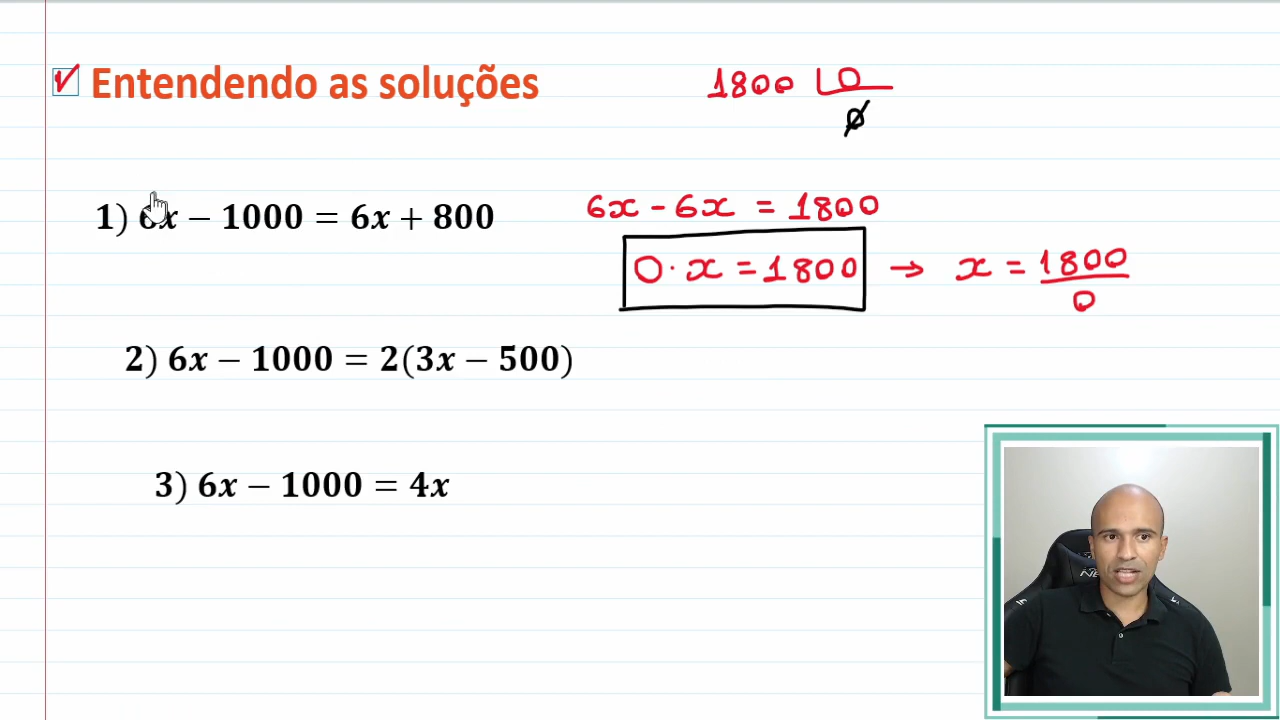 Entendendo as soluções
1800 0
0
1) 6x − 1000 = 6x + 800
6x - 6x = 1800
0 · x = 1800 → x = 1800/0
2) 6x − 1000 = 2(3x − 500)
3) 6x − 1000 = 4x